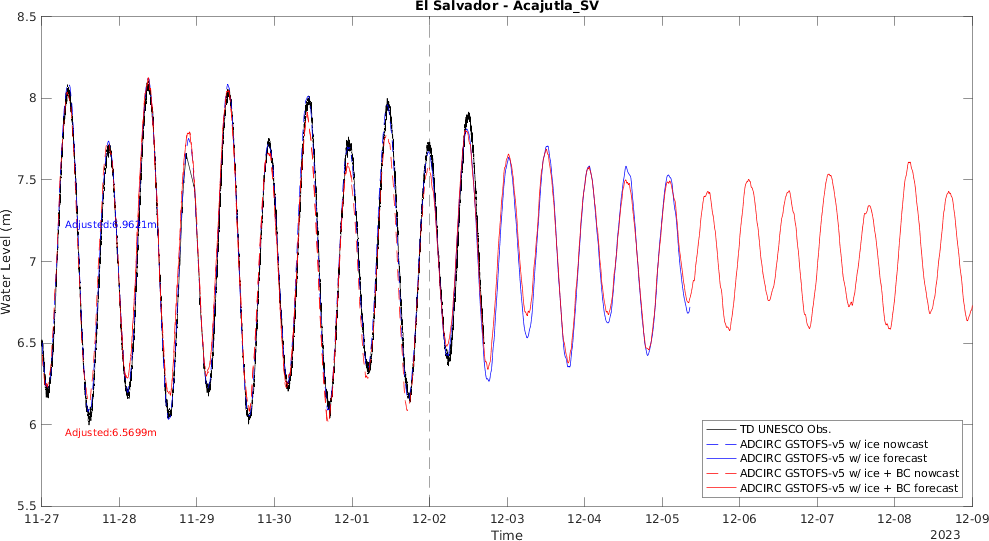 El Salvador - Acajutla_SV
Water Level (m)
8.5
8
7.5
7
6.5
6
5.5
Adjusted:6.9621m
Adjusted:6.5699m
TD UNESCO Obs.
ADCIRC GSTOFS-v5 w/ ice nowcast
ADCIRC GSTOFS-v5 w/ ice forecast
ADCIRC GSTOFS-v5 w/ ice + BC nowcast
ADCIRC GSTOFS-v5 w/ ice + BC forecast
11-27 11-28 11-29 11-30 12-01 12-02 12-03 12-04 12-05 12-06 12-07 12-08 12-09
Time
2023